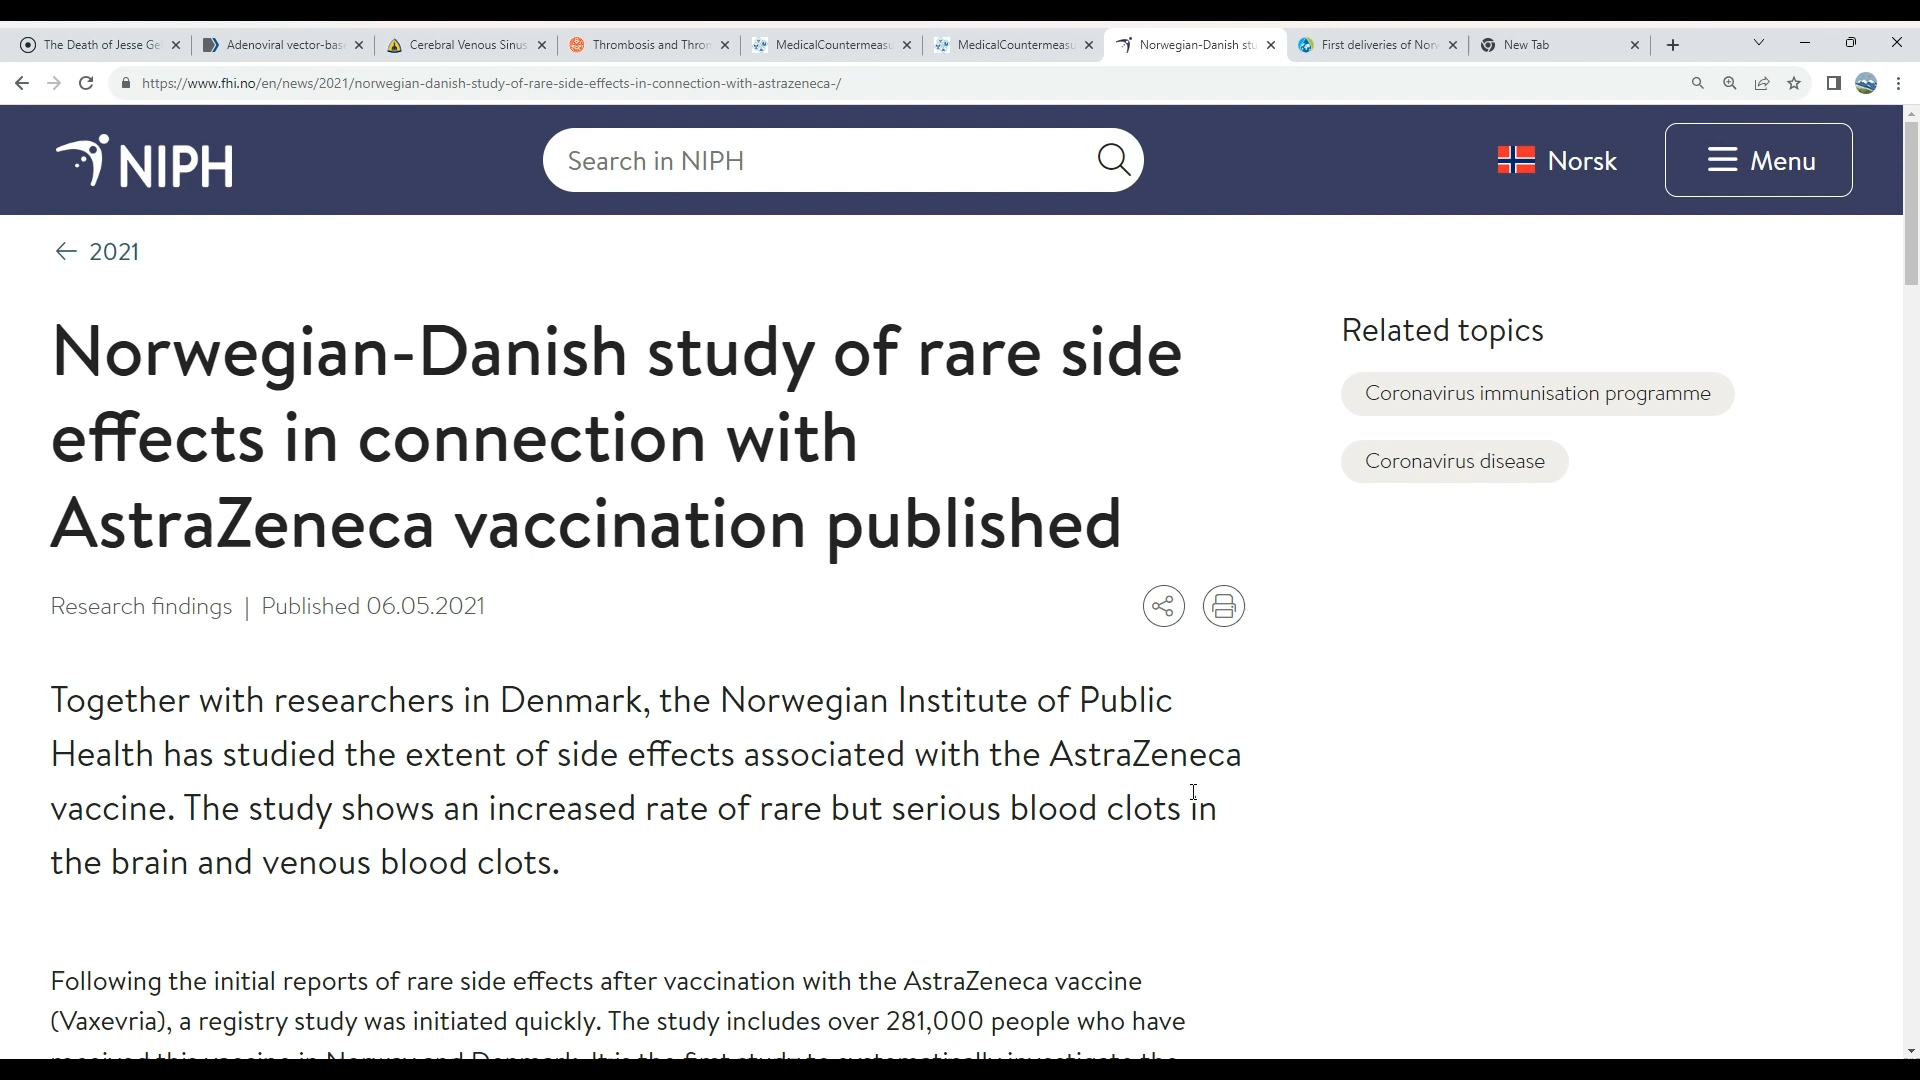 The Death of Jesse Ge
Adenoviral vector-bas
Cerebral Venous Sinus
Thrombosis and Thron
MedicalCountermeasu
MedicalCountermeasu
Norwegian-Danish stu
First deliveries of Norv
New Tab
https://www.fhi.no/en/news/2021/norwegian-danish-study-of-rare-side-effects-in-connection-with-astrazeneca-/
NIPH
Search in NIPH
Norsk
Menu
← 2021
Norwegian-Danish study of rare side
effects in connection with
AstraZeneca vaccination published
Research findings | Published 06.05.2021
Together with researchers in Denmark, the Norwegian Institute of Public
Health has studied the extent of side effects associated with the AstraZeneca
vaccine. The study shows an increased rate of rare but serious blood clots in
the brain and venous blood clots.
Following the initial reports of rare side effects after vaccination with the AstraZeneca vaccine
(Vaxevria), a registry study was initiated quickly. The study includes over 281,000 people who have
Related topics
Coronavirus immunisation programme
Coronavirus disease